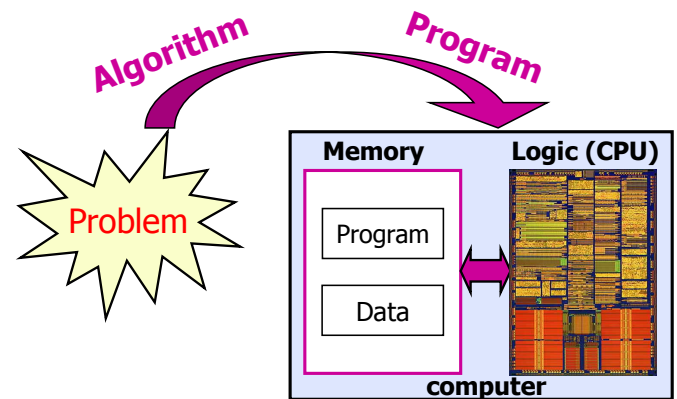 Algorithm
Program
Problem
Memory
Logic (CPU)
Program
Data
computer